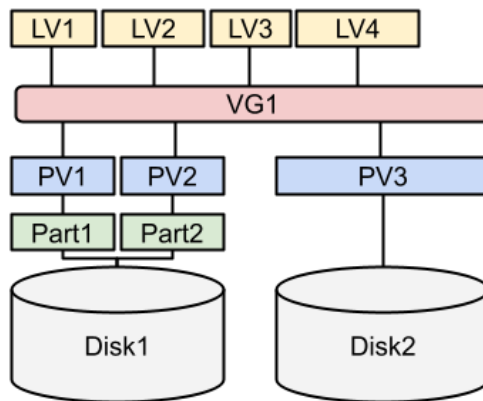 LV1 LV2 LV3 LV4
VG1
PV1 PV2 PV3
Part1 Part2
Disk1 Disk2